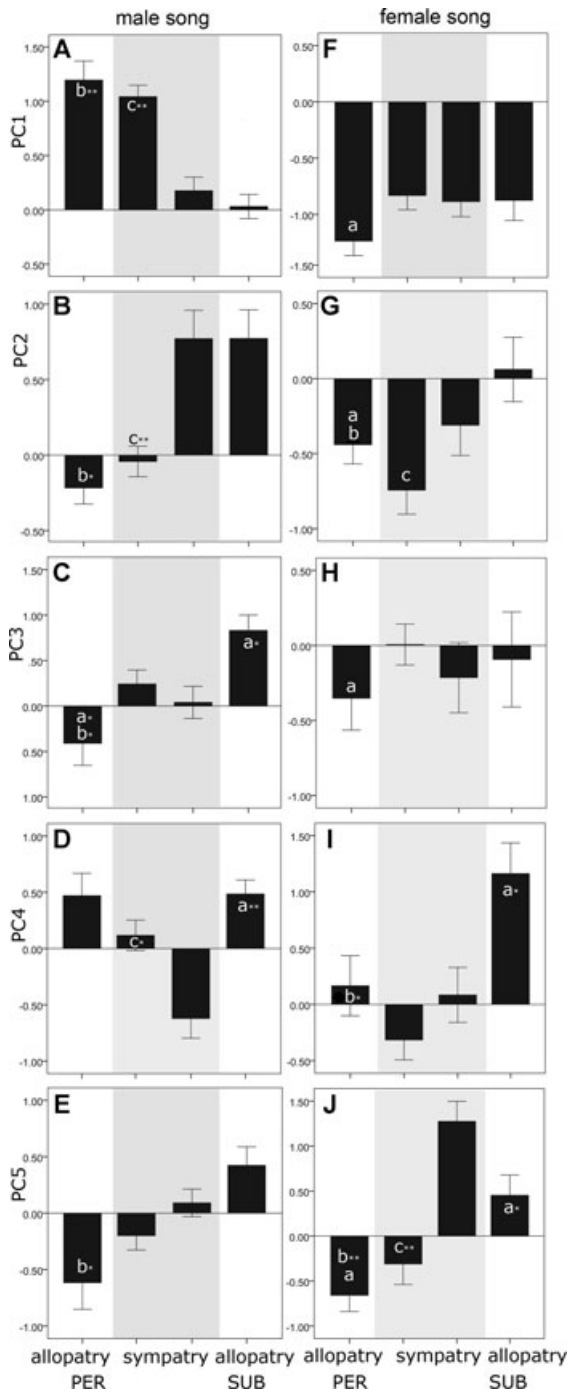 male song
female song
A
PC1
1.50
1.00
0.50
0.00
-0.50
b**
c**
F
0.50
0.00
-0.50
-1.00
-1.50
a
B
PC2
1.00
0.50
0.00
-0.50
b*
c**
G
0.50
0.00
-0.50
-1.00
a
b
c
C
PC3
1.50
1.00
0.50
0.00
0.50
1.00
a*
b*
a*
H
0.50
0.00
-0.50
-1.00
a
D
PC4
1.00
0.50
0.00
-0.50
-1.00
c*
a**
I
1.50
1.00
0.50
0.00
-0.50
b*
a*
E
PC5
1.00
0.50
0.00
-0.50
-1.00
b*
J
1.50
1.00
0.50
0.00
-0.50
-1.00
b**
a
c**
a*
allopatry sympatry allopatry allopatry sympatry allopatry
PER SUB PER SUB